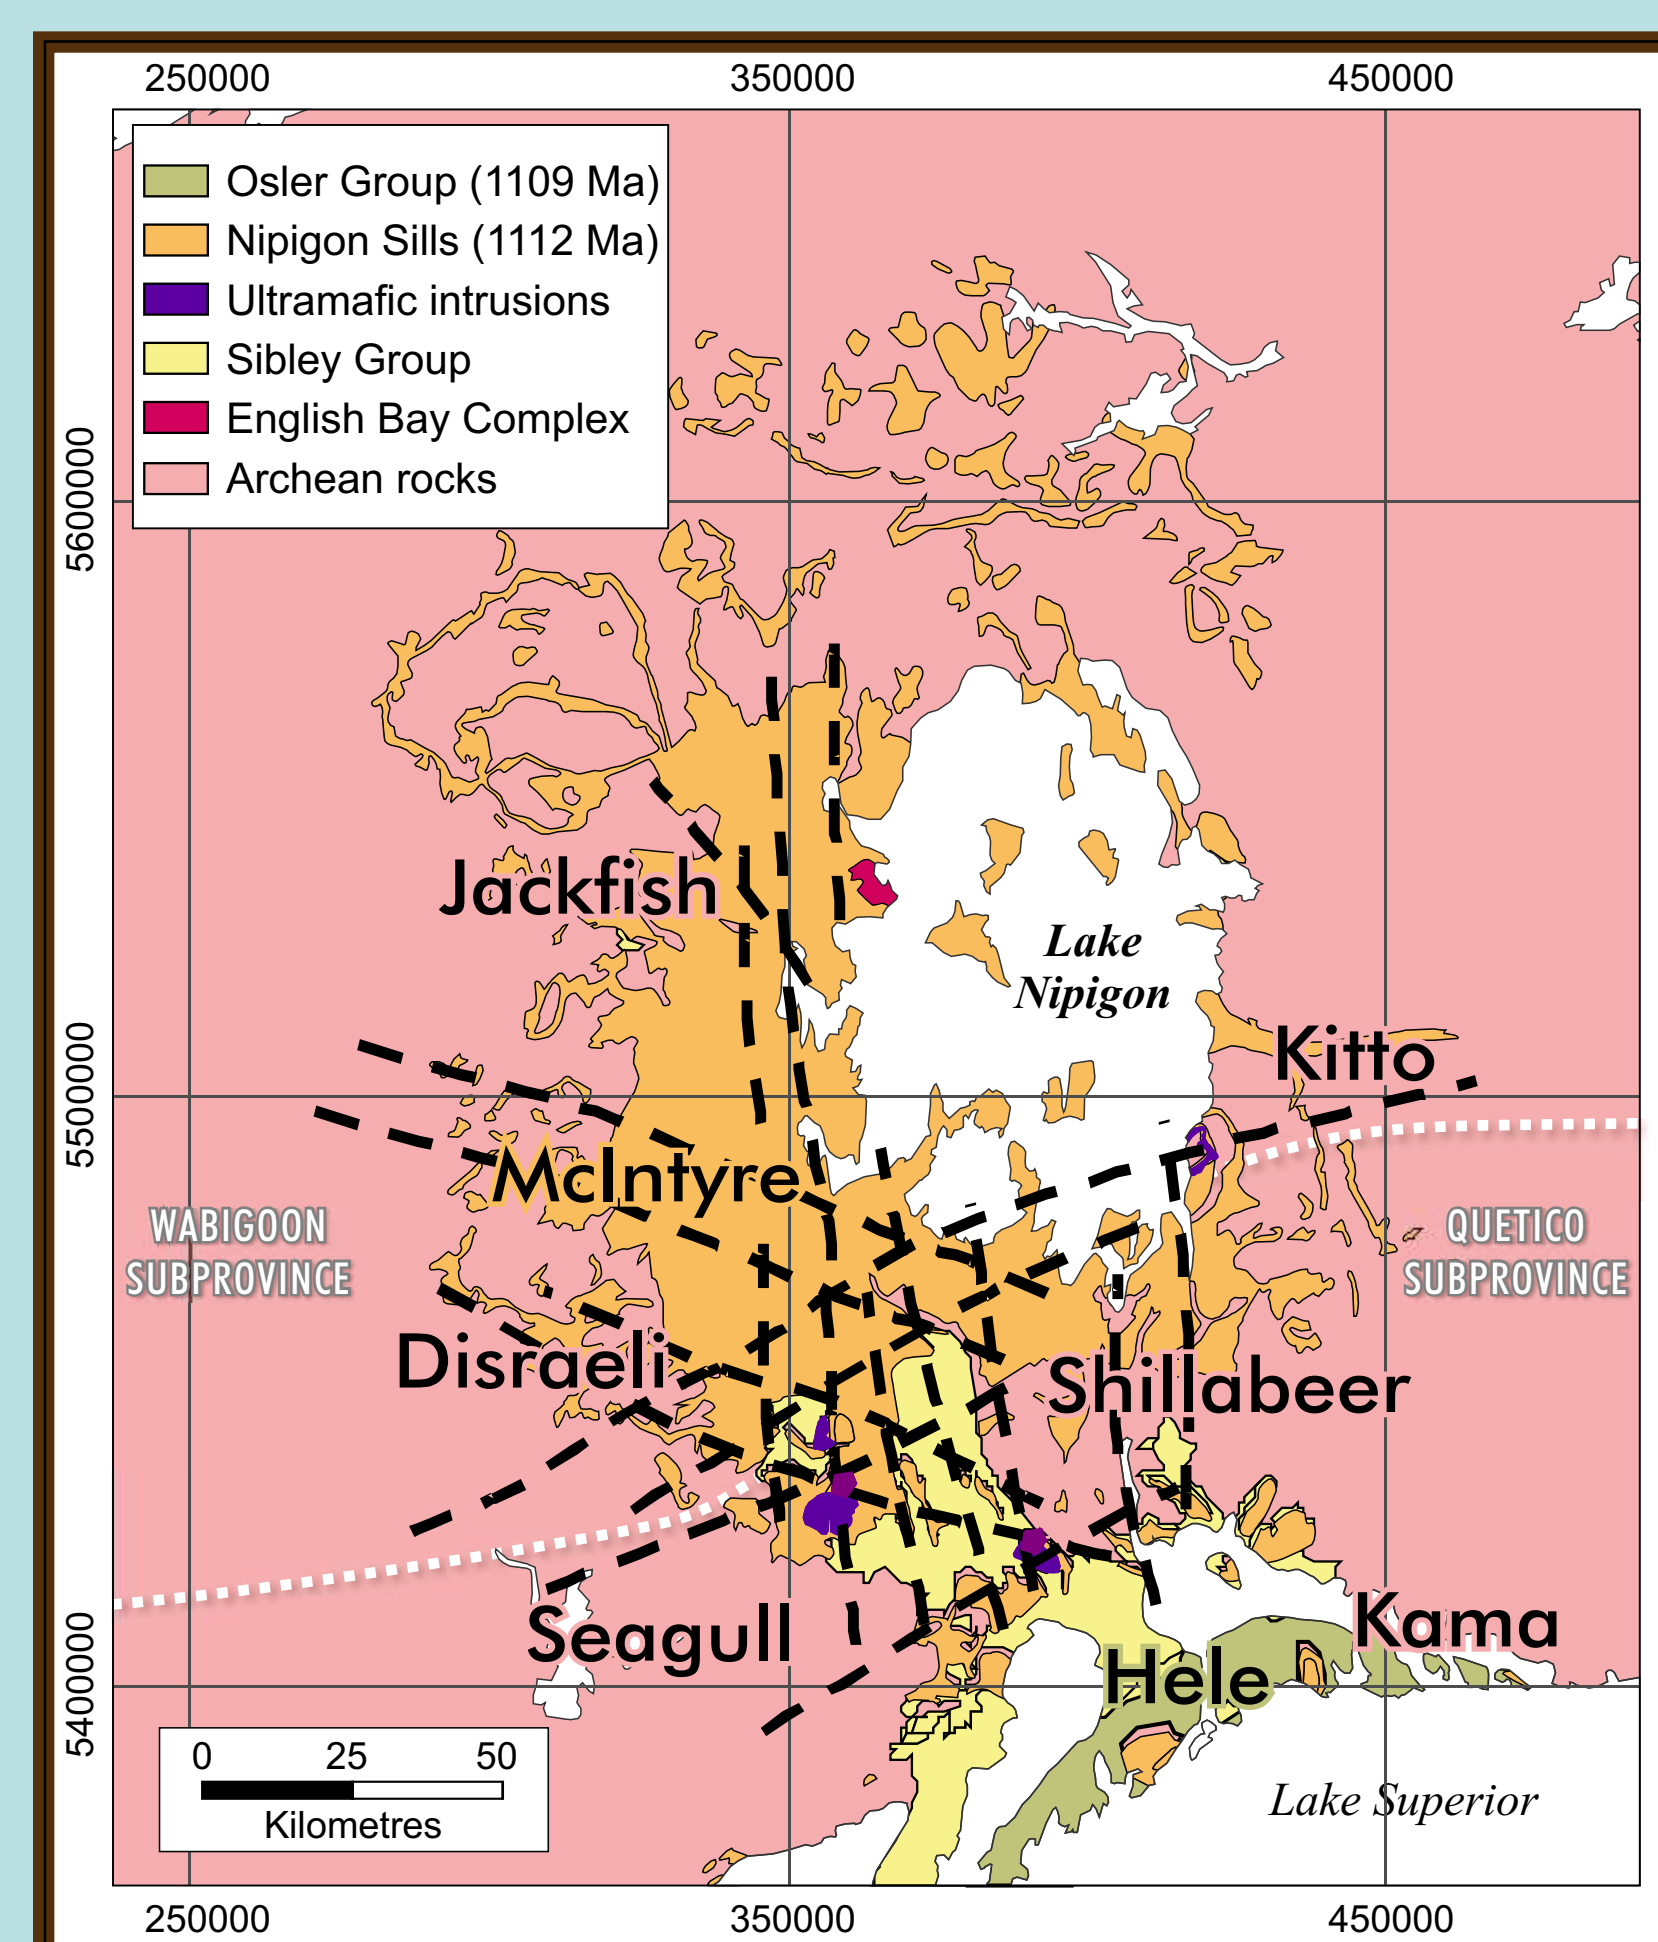 250000 350000 450000
Osler Group (1109 Ma)
Nipigon Sills (1112 Ma)
Ultramafic intrusions
Sibley Group
English Bay Complex
Archean rocks
5600000
Jackfish
Lake
Nipigon
5500000
Kitto
McIntyre
WABIGOON
SUBPROVINCE
QUETICO
SUBPROVINCE
Disraeli
Shillabeer
Seagull
Kama
Hele
5400000
0 25 50
Kilometres
Lake Superior
250000 350000 450000